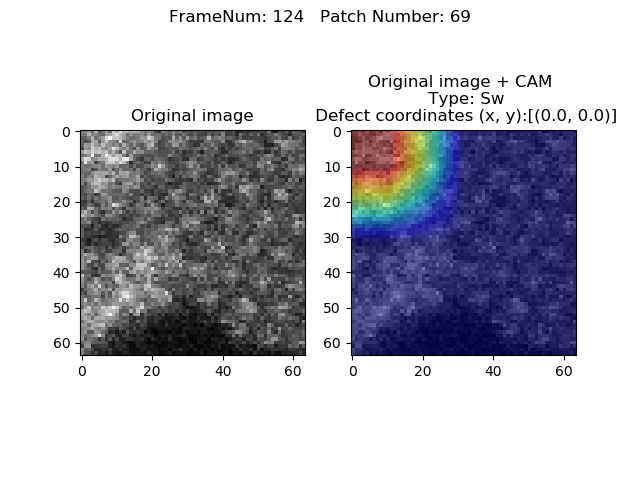 FrameNum: 124   Patch Number: 69
Original image
0
10
20
30
40
50
60
0 20 40 60
Original image + CAM
Type: Sw
Defect coordinates (x, y):[(0.0, 0.0)]
0
10
20
30
40
50
60
0 20 40 60